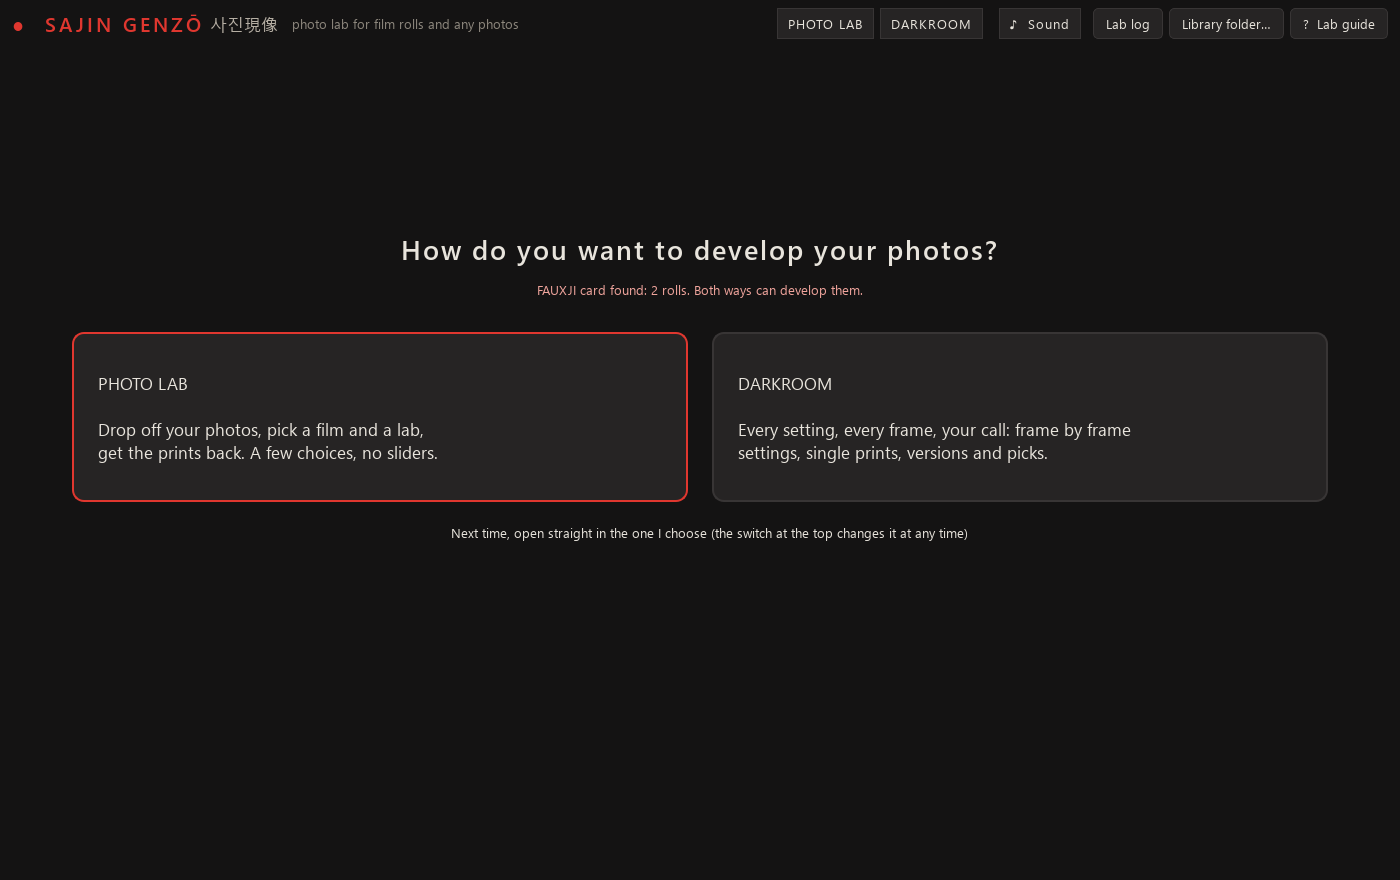 ● SAJIN GENZŌ 사진現像 photo lab for film rolls and any photos
PHOTO LAB DARKROOM ♪ Sound Lab log Library folder... ? Lab guide
How do you want to develop your photos?
FAUXJI card found: 2 rolls. Both ways can develop them.
PHOTO LAB
Drop off your photos, pick a film and a lab,
get the prints back. A few choices, no sliders.
DARKROOM
Every setting, every frame, your call: frame by frame
settings, single prints, versions and picks.
Next time, open straight in the one I choose (the switch at the top changes it at any time)